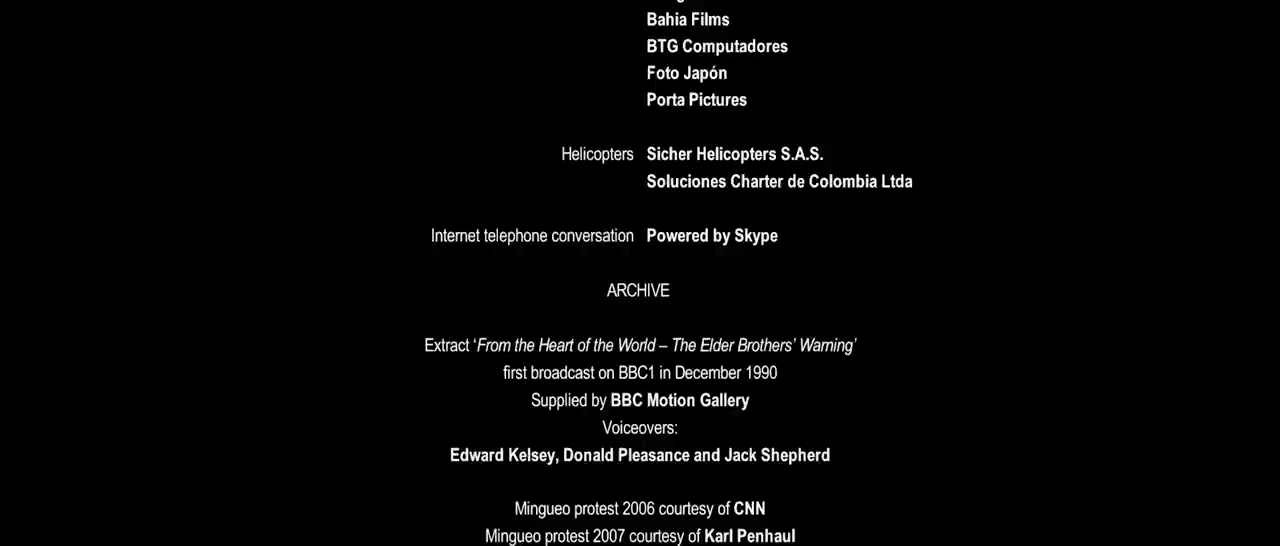 Bahia Films
BTG Computadores
Foto Japón
Porta Pictures
Helicopters Sicher Helicopters S.A.S.
Soluciones Charter de Colombia Ltda
Internet telephone conversation Powered by Skype
ARCHIVE
Extract ‘From the Heart of the World – The Elder Brothers’ Warning’
first broadcast on BBC1 in December 1990
Supplied by BBC Motion Gallery
Voiceovers:
Edward Kelsey, Donald Pleasance and Jack Shepherd
Mingueo protest 2006 courtesy of CNN
Mingueo protest 2007 courtesy of Karl Penhaul